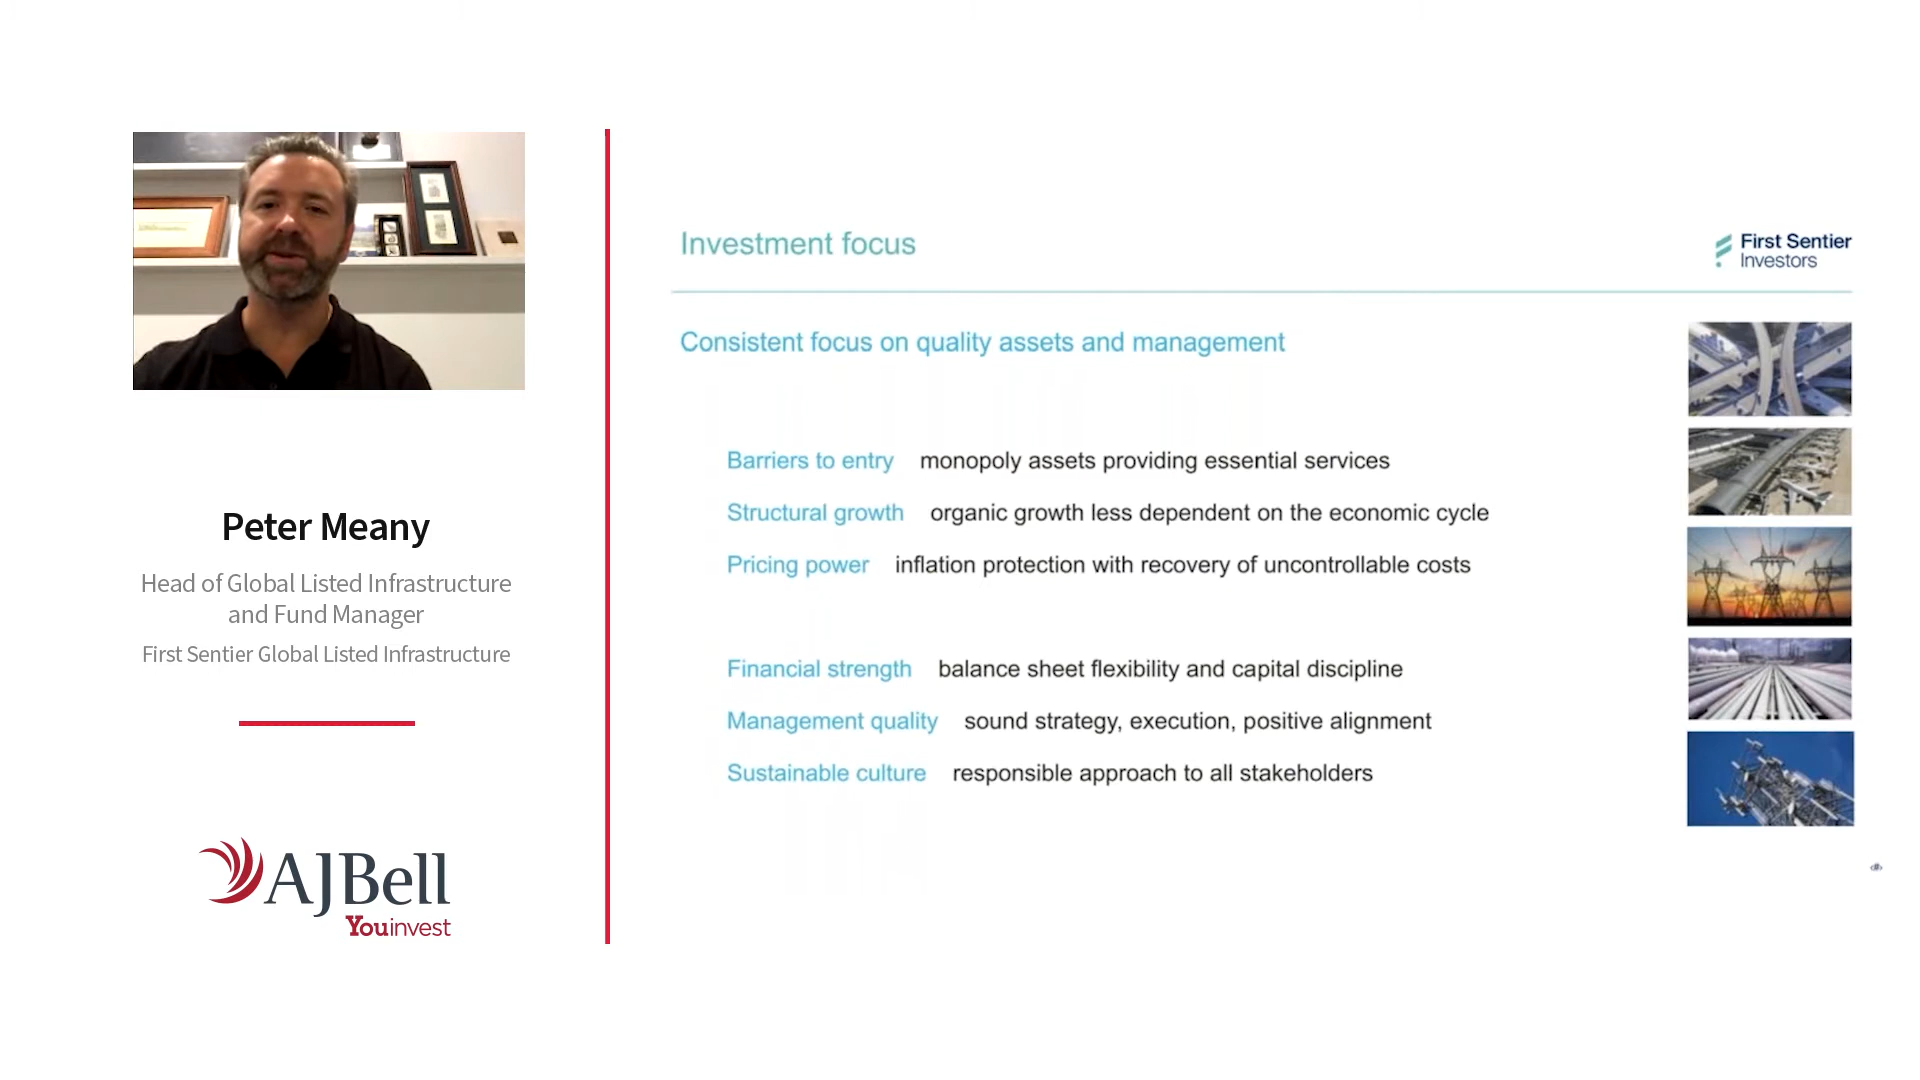 Peter Meany
Head of Global Listed Infrastructure
and Fund Manager
First Sentier Global Listed Infrastructure
AJBell
Youinvest
Investment focus
First Sentier
Investors
Consistent focus on quality assets and management
Barriers to entry monopoly assets providing essential services
Structural growth organic growth less dependent on the economic cycle
Pricing power inflation protection with recovery of uncontrollable costs
Financial strength balance sheet flexibility and capital discipline
Management quality sound strategy, execution, positive alignment
Sustainable culture responsible approach to all stakeholders